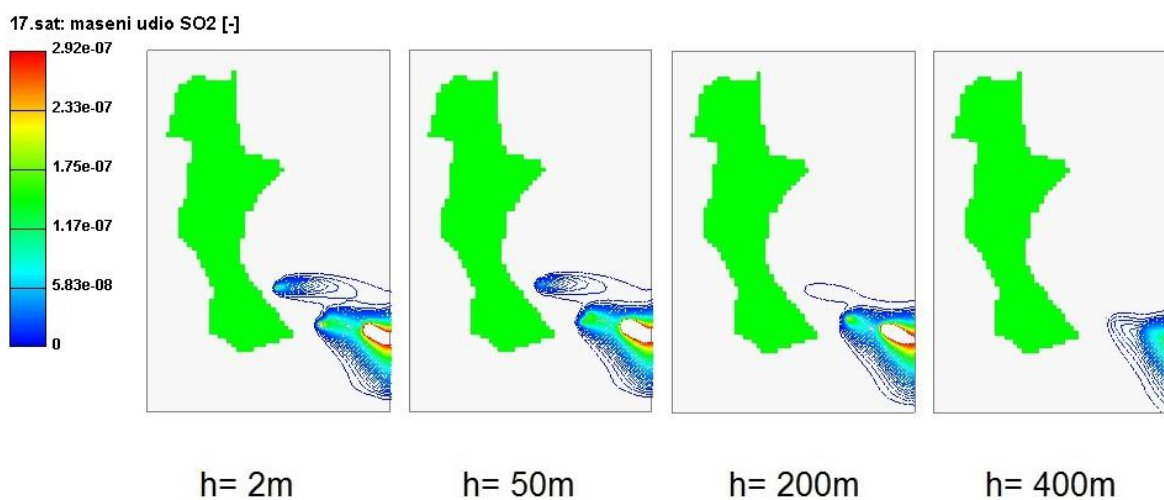 17.sat: maseni udio SO2 [-]
2.92e-07
2.33e-07
1.75e-07
1.17e-07
5.83e-08
0
h= 2m
h= 50m
h= 200m
h= 400m